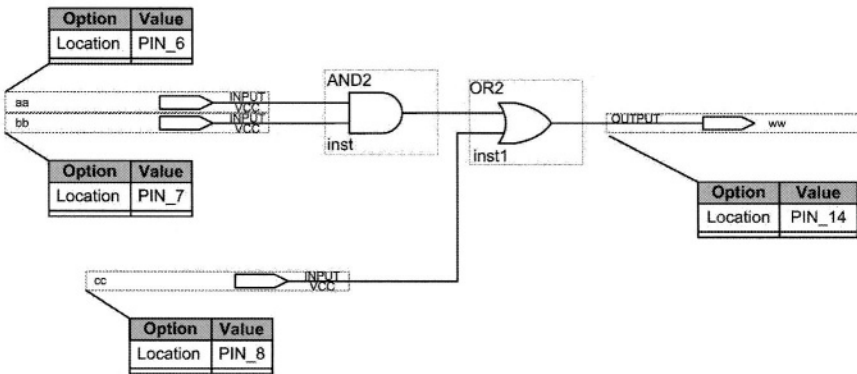 Option Value
Location PIN_6
aa INPUT
VCC
bb INPUT
VCC
AND2
inst
OR2
inst1
OUTPUT ww
Option Value
Location PIN_7
Option Value
Location PIN_14
cc INPUT
VCC
Option Value
Location PIN_8